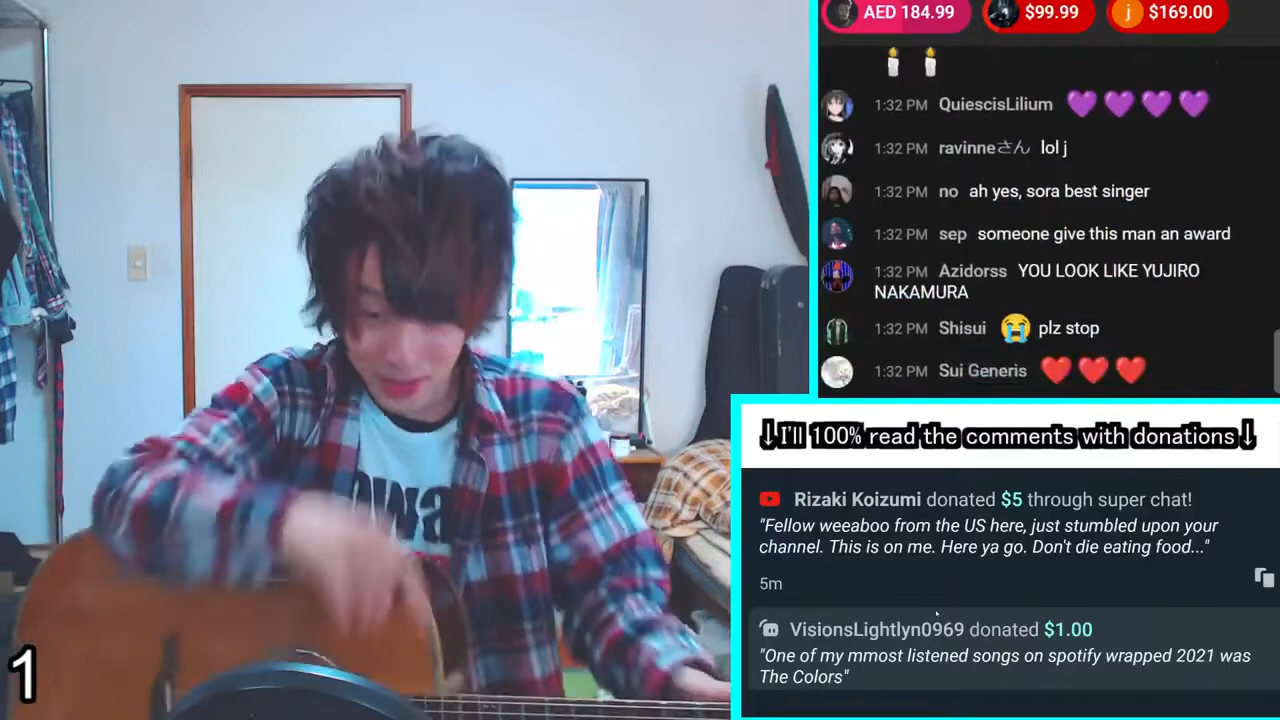 AED 184.99 $99.99 j $169.00
1:32 PM QuiescisLilium
1:32 PM ravinneさん lol j
1:32 PM no ah yes, sora best singer
1:32 PM sep someone give this man an award
1:32 PM Azidorss YOU LOOK LIKE YUJIRO
NAKAMURA
1:32 PM Shisui plz stop
1:32 PM Sui Generis
↓I'll 100% read the comments with donations↓
Rizaki Koizumi donated $5 through super chat!
"Fellow weeaboo from the US here, just stumbled upon your
channel. This is on me. Here ya go. Don't die eating food..."
5m
VisionsLightlyn0969 donated $1.00
"One of my mmost listened songs on spotify wrapped 2021 was
The Colors"
1